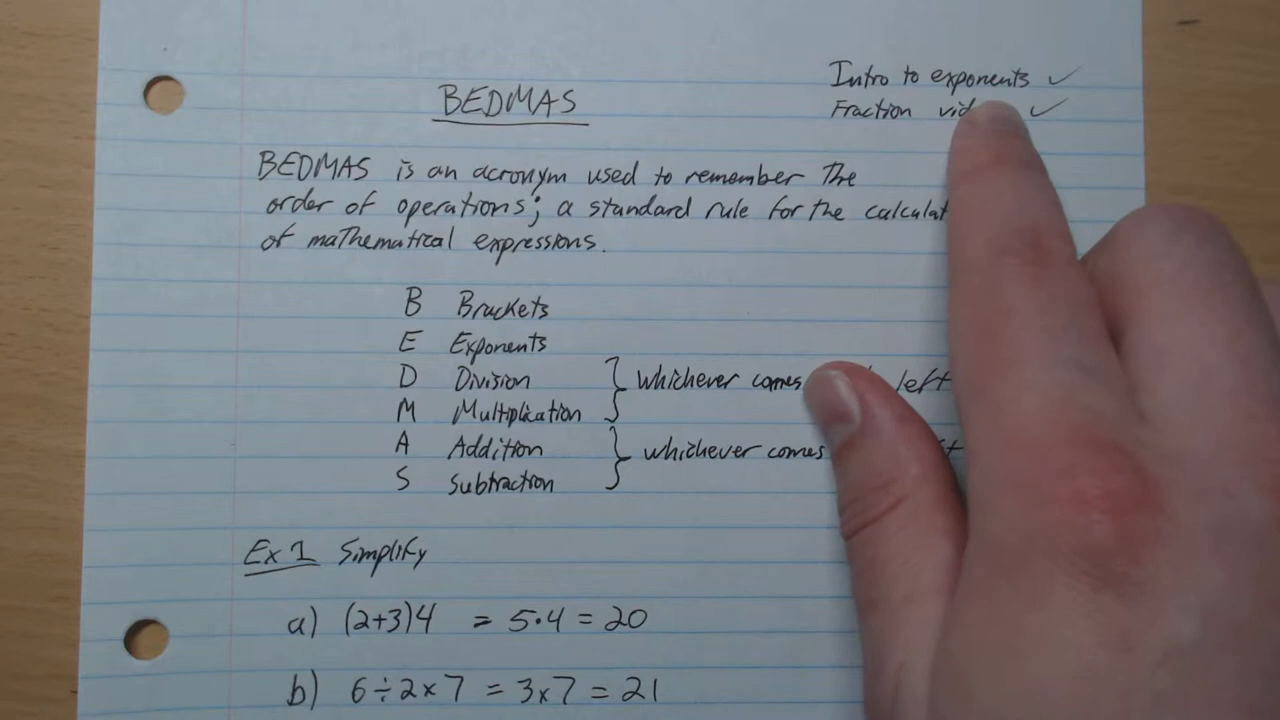 BEDMAS
Intro to exponents ✓
Fraction ✓
BEDMAS is an acronym used to remember the
order of operations; a standard rule for the
of mathematical expressions.
B Brackets
E Exponents
D Division
M Multiplication
} whichever comes left
A Addition
S Subtraction
} whichever comes
Ex 1 Simplify
a) (2+3)4 = 5·4 = 20
b) 6÷2×7 = 3×7 = 21